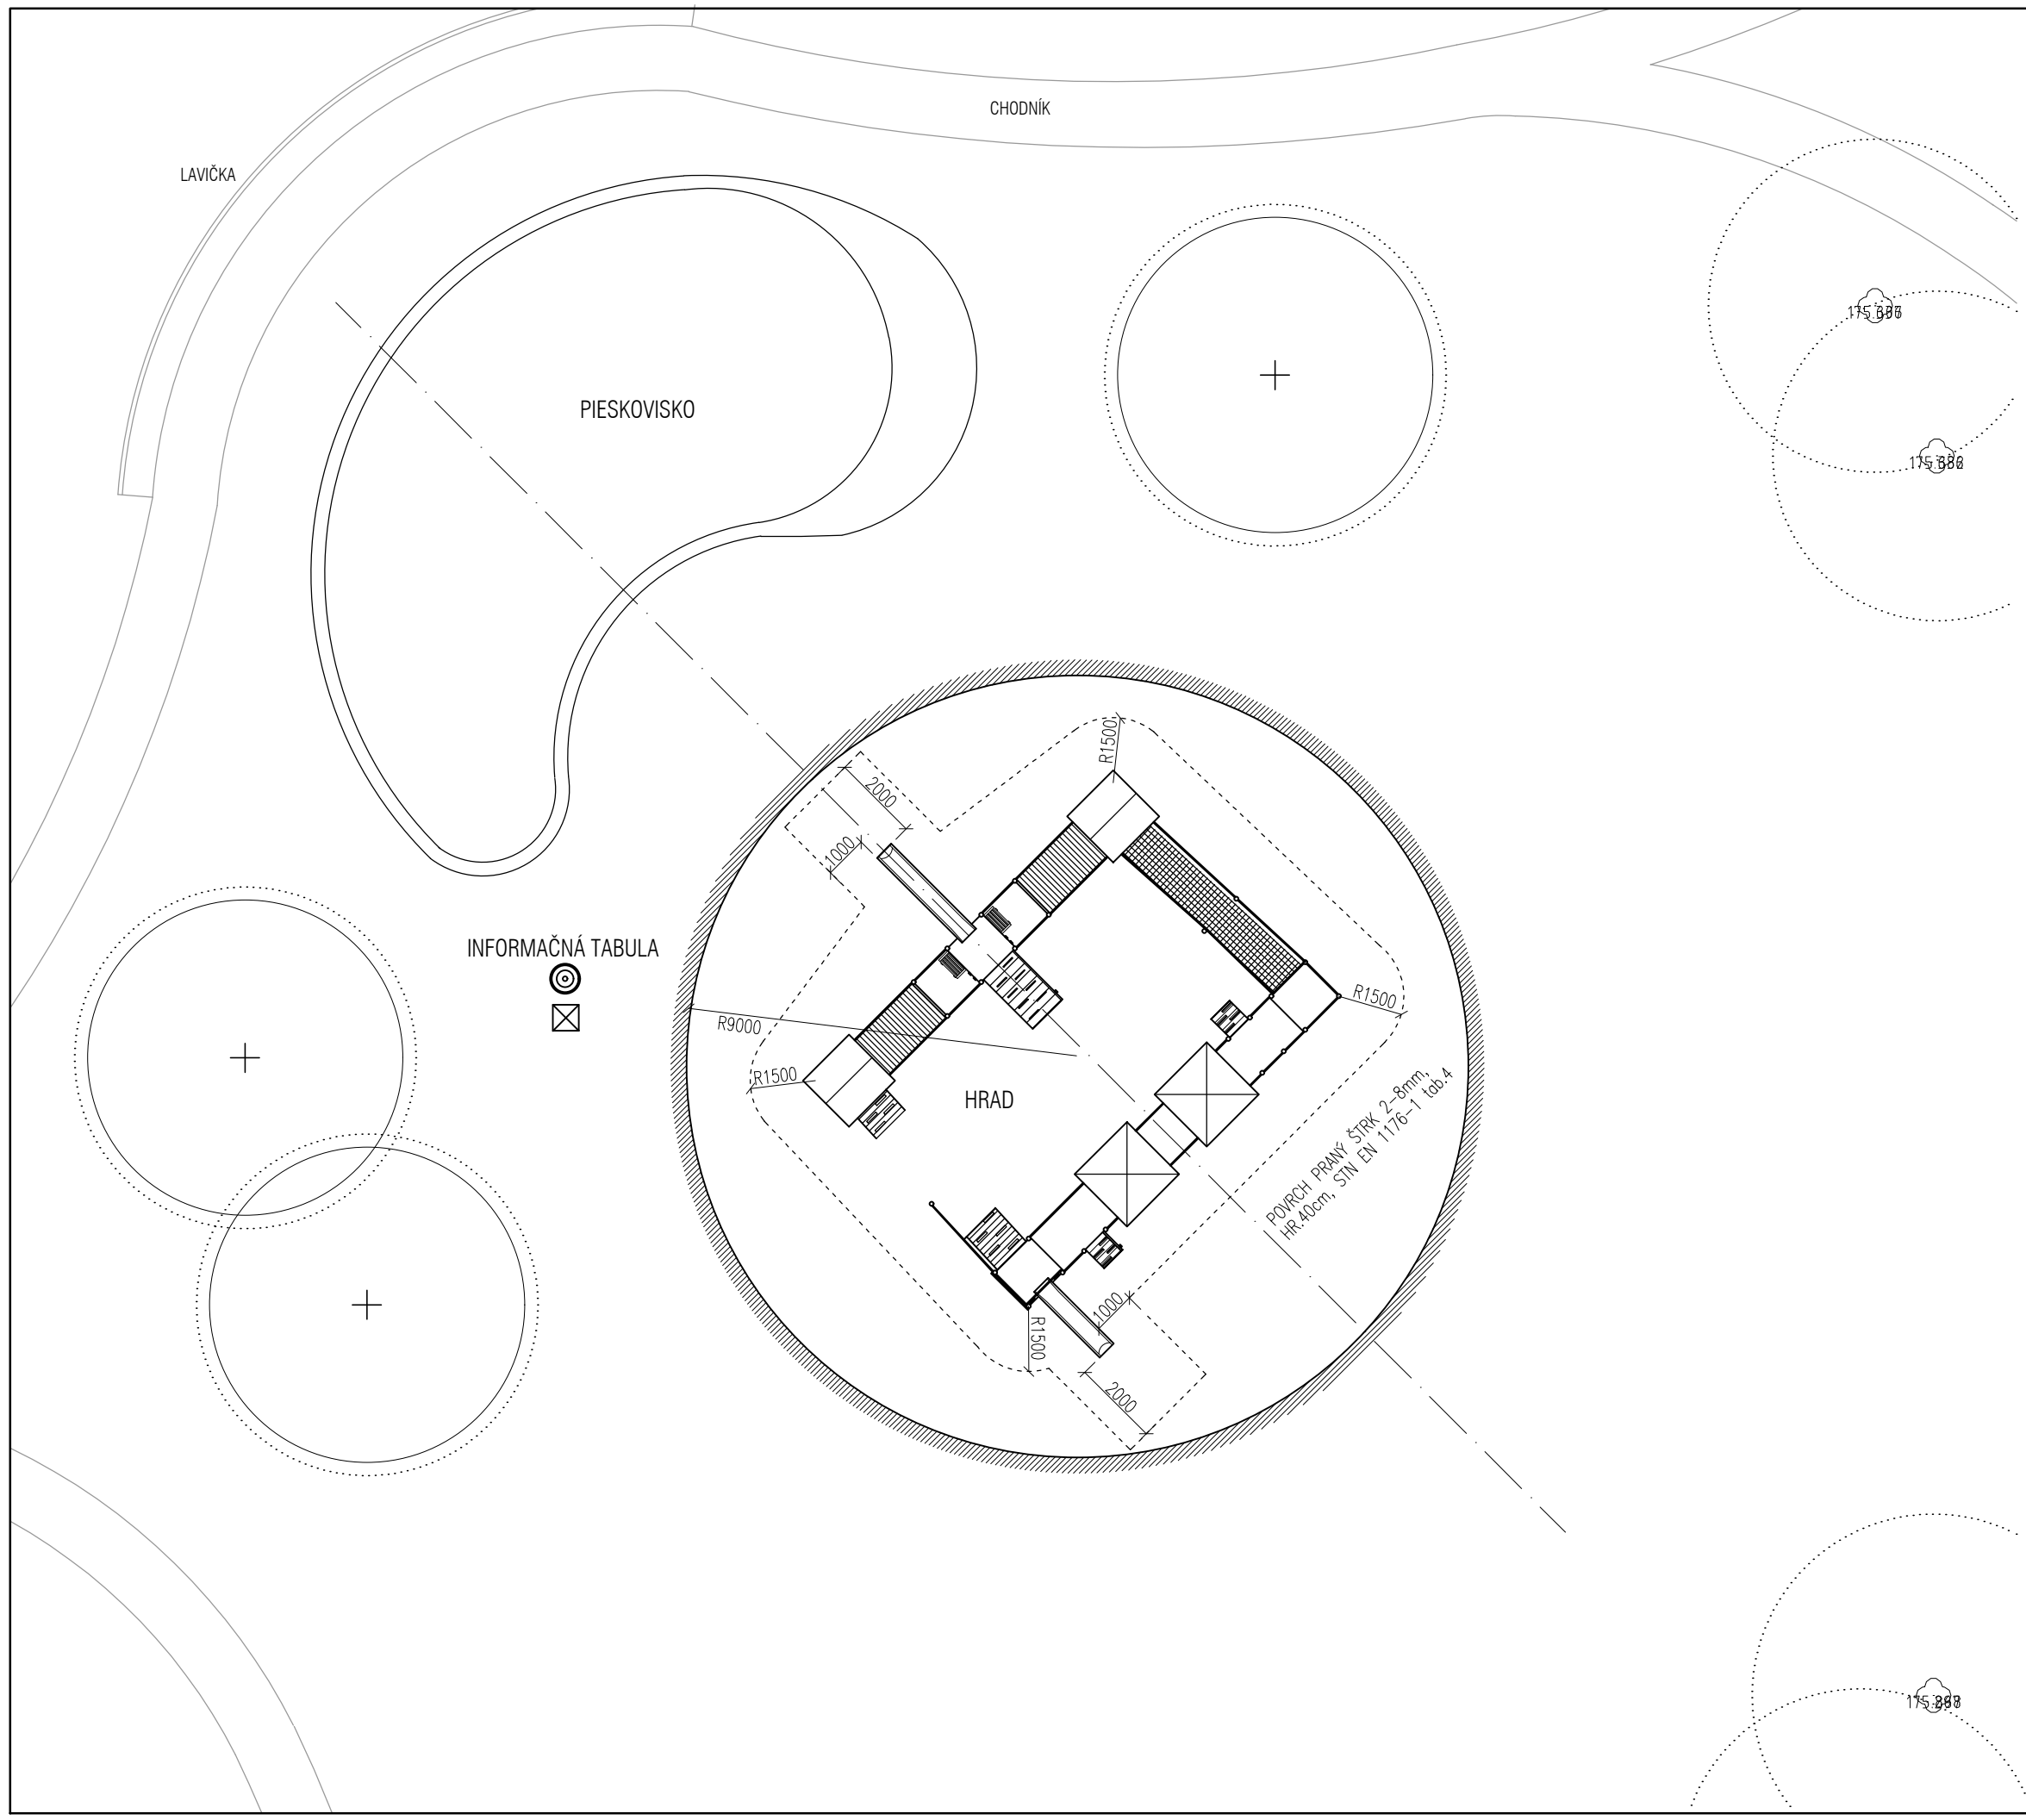 CHODNÍK
LAVIČKA
PIESKOVISKO
R1500
2000
1000
INFORMAČNÁ TABULA
R1500
R9000
R1500
HRAD
POVRCH PRANÝ ŠTRK 2-8mm,
HR.40cm, STN EN 1176-1 tab.4
1000
R1500
2000